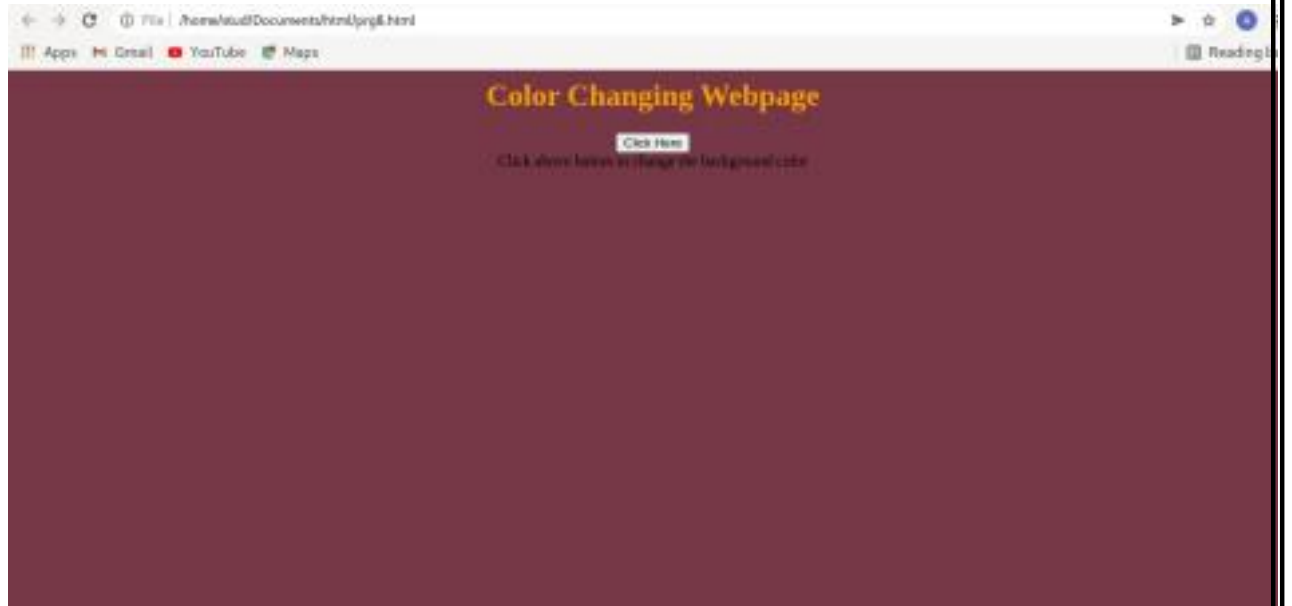 File | /home/stud/Documents/html/prg8.html
Apps Gmail YouTube Maps Reading
Color Changing Webpage
Click Here
Click above button to change the background color